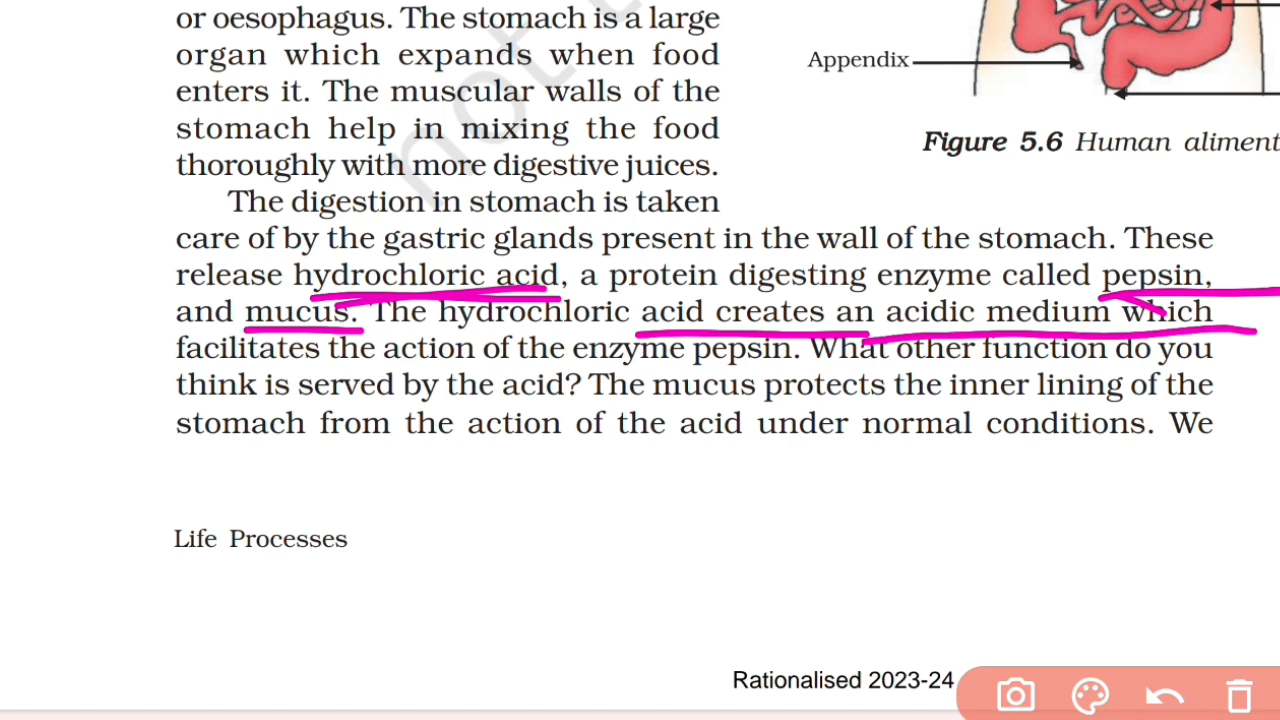 or oesophagus. The stomach is a large
organ which expands when food
enters it. The muscular walls of the
stomach help in mixing the food
thoroughly with more digestive juices.
The digestion in stomach is taken
care of by the gastric glands present in the wall of the stomach. These
release hydrochloric acid, a protein digesting enzyme called pepsin,
and mucus. The hydrochloric acid creates an acidic medium which
facilitates the action of the enzyme pepsin. What other function do you
think is served by the acid? The mucus protects the inner lining of the
stomach from the action of the acid under normal conditions. We
Appendix
Figure 5.6 Human aliment
not
Life Processes
Rationalised 2023-24